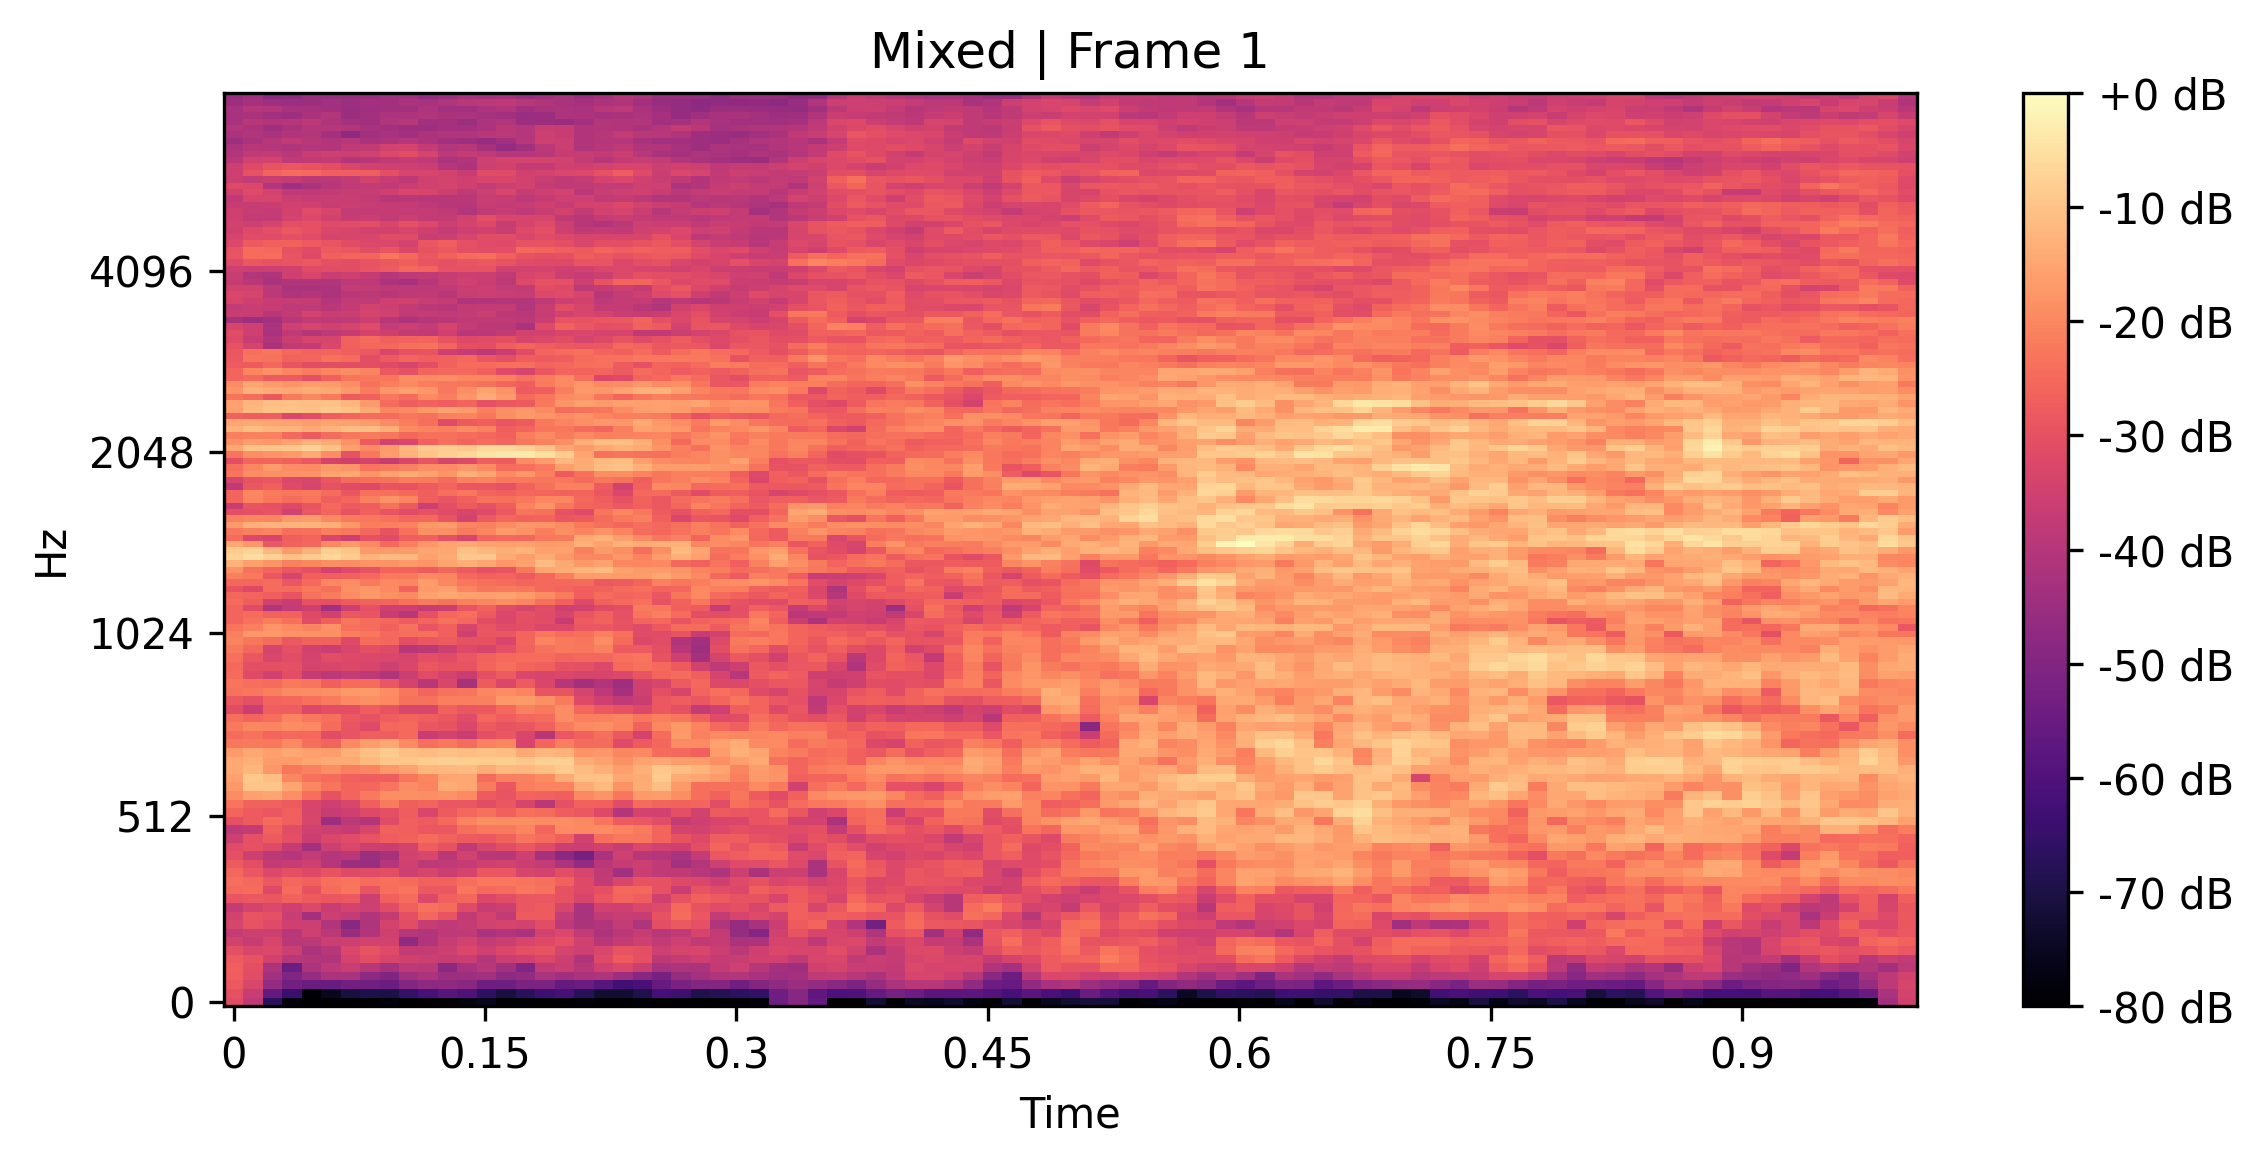 Mixed | Frame 1
Hz
4096
2048
1024
512
0
0 0.15 0.3 0.45 0.6 0.75 0.9
Time
+0 dB
-10 dB
-20 dB
-30 dB
-40 dB
-50 dB
-60 dB
-70 dB
-80 dB